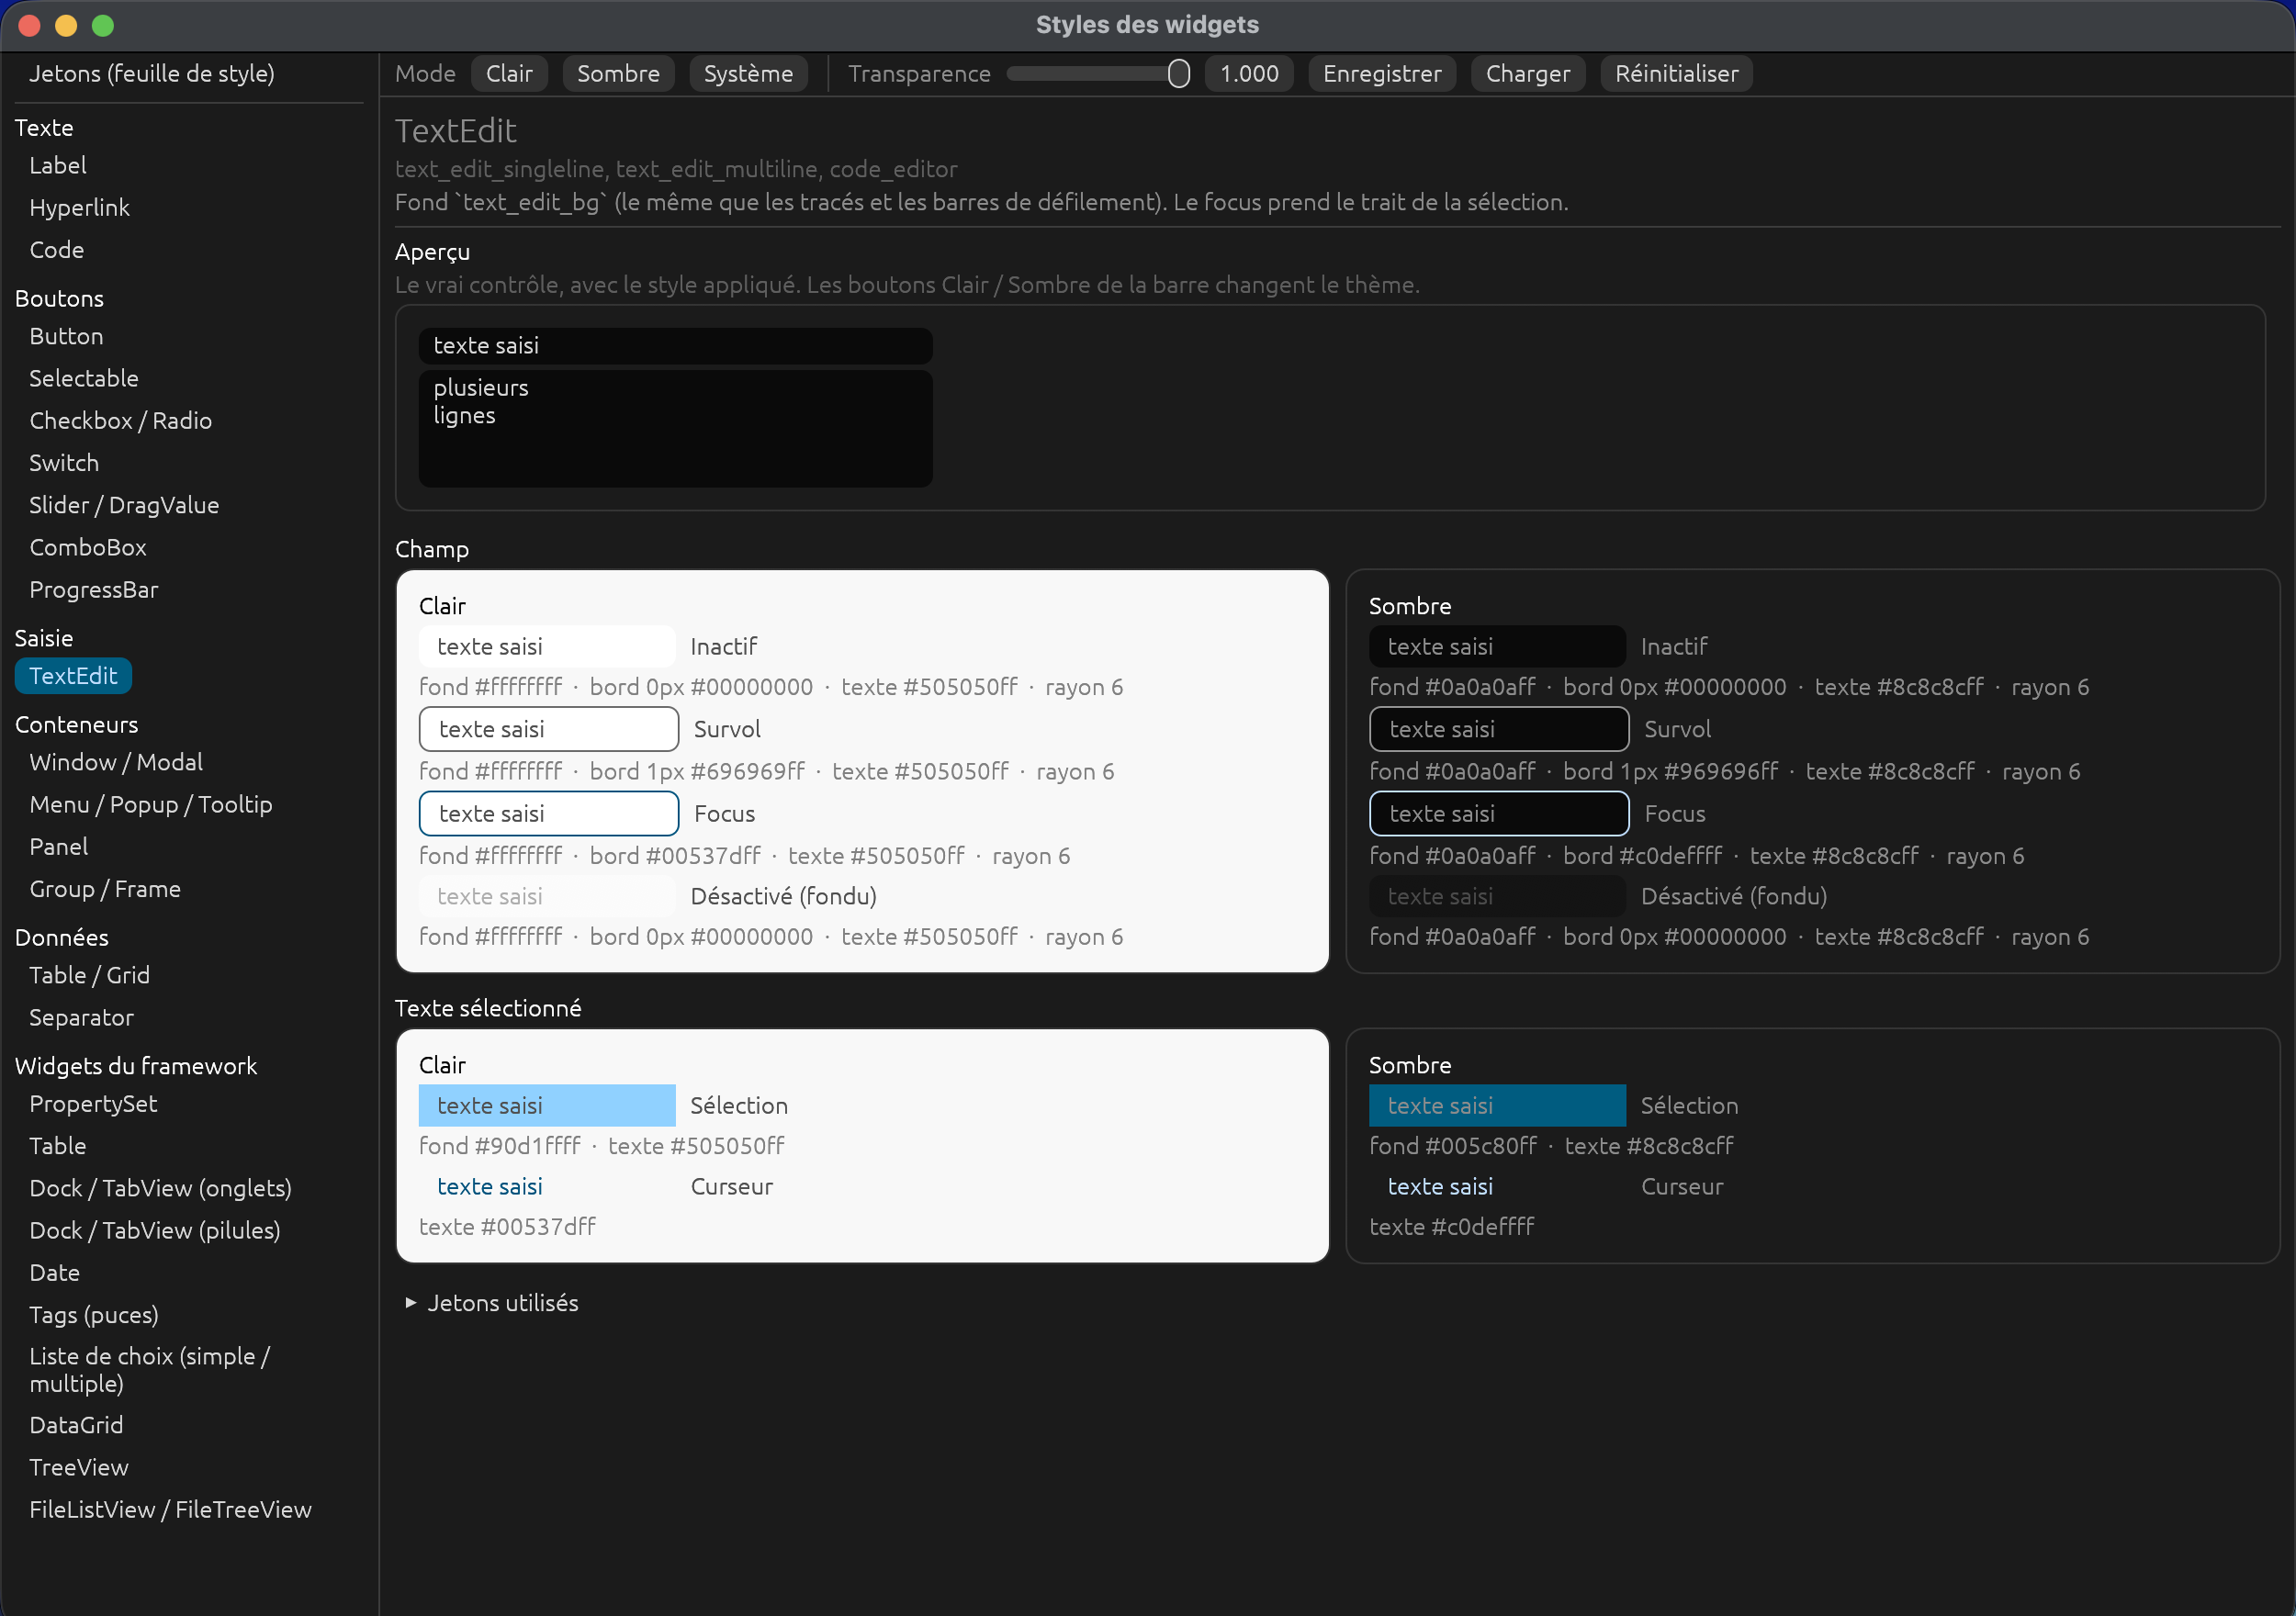 Styles des widgets
Jetons (feuille de style)
Texte
Label
Hyperlink
Code
Boutons
Button
Selectable
Checkbox / Radio
Switch
Slider / DragValue
ComboBox
ProgressBar
Saisie
TextEdit
Conteneurs
Window / Modal
Menu / Popup / Tooltip
Panel
Group / Frame
Données
Table / Grid
Separator
Widgets du framework
PropertySet
Table
Dock / TabView (onglets)
Dock / TabView (pilules)
Date
Tags (puces)
Liste de choix (simple /
multiple)
DataGrid
TreeView
FileListView / FileTreeView
Mode Clair Sombre Système Transparence 1.000 Enregistrer Charger Réinitialiser
TextEdit
text_edit_singleline, text_edit_multiline, code_editor
Fond `text_edit_bg` (le même que les tracés et les barres de défilement). Le focus prend le trait de la sélection.
Aperçu
Le vrai contrôle, avec le style appliqué. Les boutons Clair / Sombre de la barre changent le thème.
texte saisi
plusieurs
lignes
Champ
Clair
texte saisi Inactif
fond #ffffffff · bord 0px #00000000 · texte #505050ff · rayon 6
texte saisi Survol
fond #ffffffff · bord 1px #696969ff · texte #505050ff · rayon 6
texte saisi Focus
fond #ffffffff · bord #00537dff · texte #505050ff · rayon 6
texte saisi Désactivé (fondu)
fond #ffffffff · bord 0px #00000000 · texte #505050ff · rayon 6
Sombre
texte saisi Inactif
fond #0a0a0aff · bord 0px #00000000 · texte #8c8c8cff · rayon 6
texte saisi Survol
fond #0a0a0aff · bord 1px #969696ff · texte #8c8c8cff · rayon 6
texte saisi Focus
fond #0a0a0aff · bord #c0deffff · texte #8c8c8cff · rayon 6
texte saisi Désactivé (fondu)
fond #0a0a0aff · bord 0px #00000000 · texte #8c8c8cff · rayon 6
Texte sélectionné
Clair
texte saisi Sélection
fond #90d1ffff · texte #505050ff
texte saisi Curseur
texte #00537dff
Sombre
texte saisi Sélection
fond #005c80ff · texte #8c8c8cff
texte saisi Curseur
texte #c0deffff
Jetons utilisés